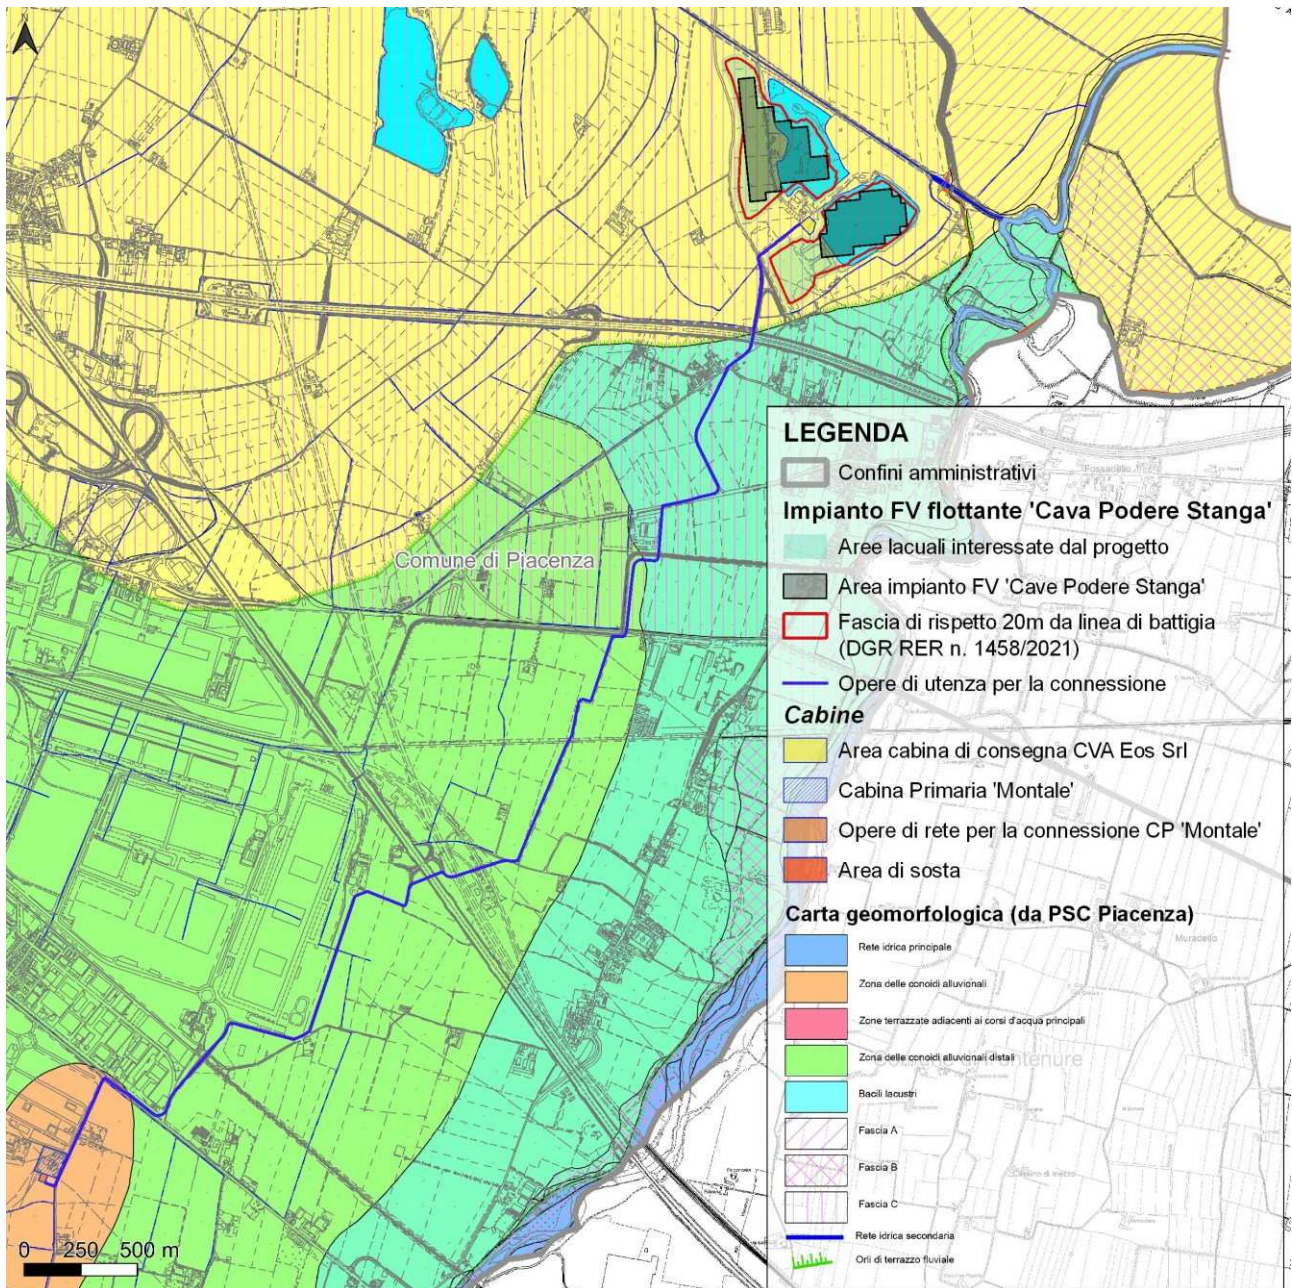 Comune di Piacenza
LEGENDA
Confini amministrativi
Impianto FV flottante 'Cava Podere Stanga'
Aree lacuali interessate dal progetto
Area impianto FV 'Cave Podere Stanga'
Fascia di rispetto 20m da linea di battigia
(DGR RER n. 1458/2021)
Opere di utenza per la connessione
Cabine
Area cabina di consegna CVA Eos Srl
Cabina Primaria 'Montale'
Opere di rete per la connessione CP 'Montale'
Area di sosta
Carta geomorfologica (da PSC Piacenza)
Rete idrica principale
Zona delle conoidi alluvionali
Zone terrazzate adiacenti ai corsi d'acqua principali
Zona delle conoidi alluvionali distali
Bacili lacustri
Fascia A
Fascia B
Fascia C
Rete idrica secondaria
Orli di terrazzo fluviale
Fossadello
Muradello
0 250 500 m